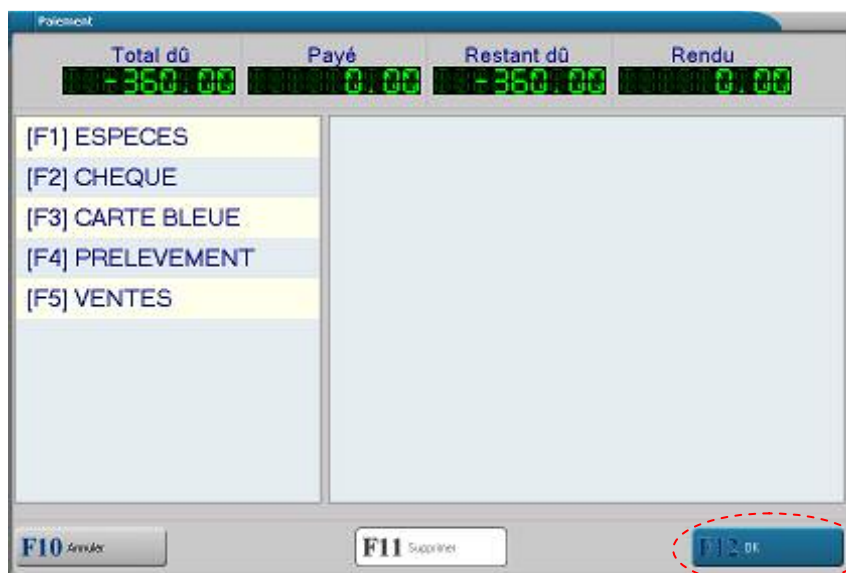 Paiement
Total dû Payé Restant dû Rendu
-360.00 0.00 -360.00 0.00
[F1] ESPECES
[F2] CHEQUE
[F3] CARTE BLEUE
[F4] PRELEVEMENT
[F5] VENTES
F10 Annuler F11 Supprimer F12 OK